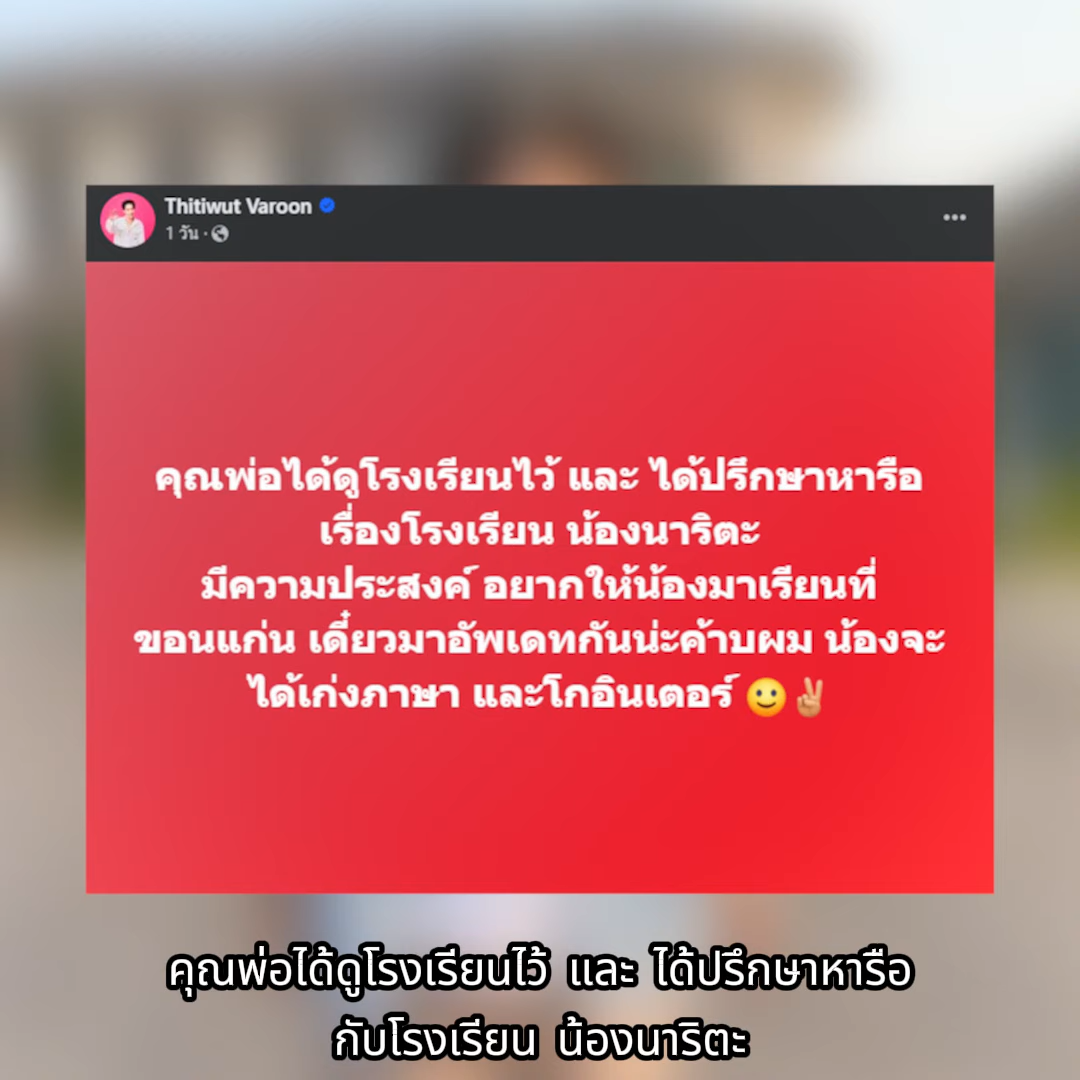 Thitiwut Varoon
1 วัน ·
คุณพ่อได้ดูโรงเรียนไว้ และ ได้ปรึกษาหารือ
เรื่องโรงเรียน น้องนาริตะ
มีความประสงค์ อยากให้น้องมาเรียนที่
ขอนแก่น เดี๋ยวมาอัพเดทกันน่ะค้าบผม น้องจะ
ได้เก่งภาษา และโกอินเตอร์ 🙂✌🏼
คุณพ่อได้ดูโรงเรียนไว้ และ ได้ปรึกษาหารือ
กับโรงเรียน น้องนาริตะ